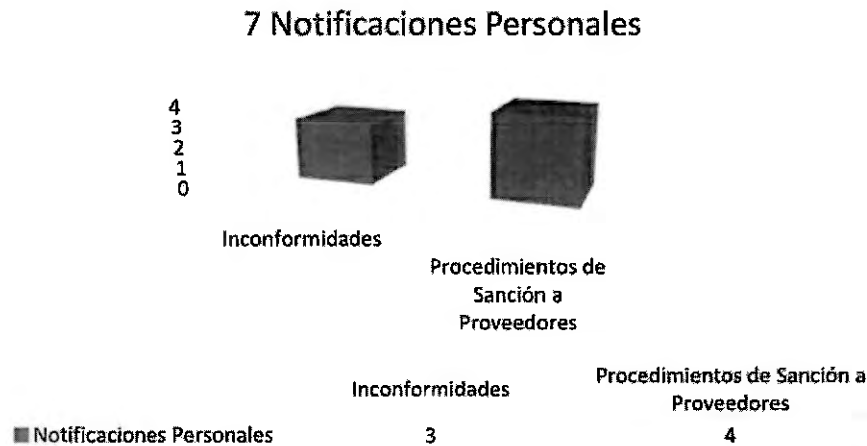 7 Notificaciones Personales
4
3
2
1
0
Inconformidades
Procedimientos de
Sanción a
Proveedores
Inconformidades
Procedimientos de Sanción a
Proveedores
Notificaciones Personales 3 4